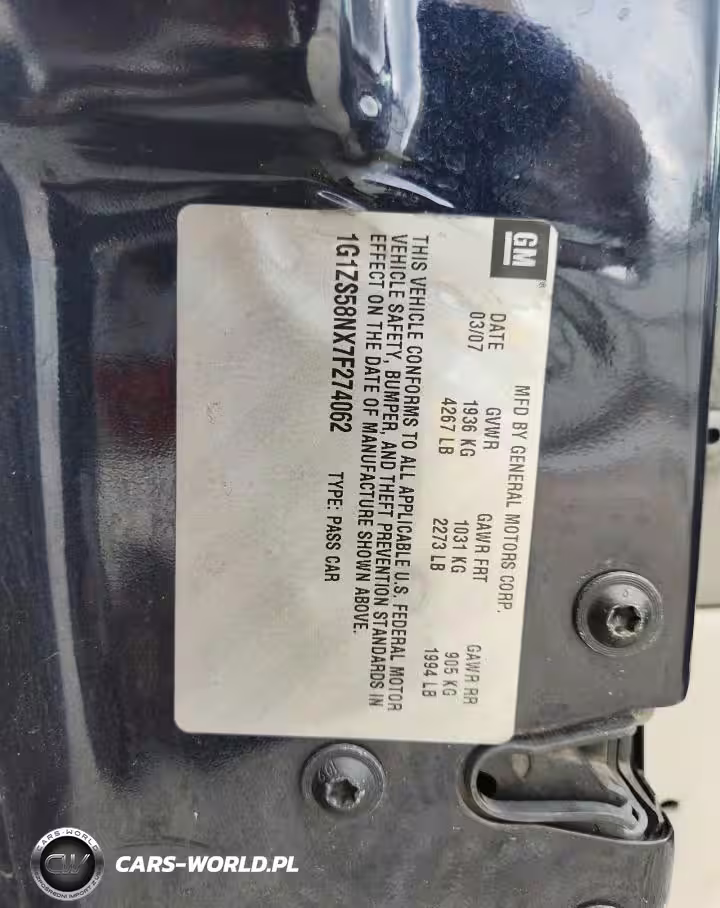 GM
MFD BY GENERAL MOTORS CORP.
DATE GVWR GAWR FRT GAWR RR
03/07 1936 KG 1031 KG 905 KG
4267 LB 2273 LB 1994 LB
THIS VEHICLE CONFORMS TO ALL APPLICABLE U.S. FEDERAL MOTOR
VEHICLE SAFETY, BUMPER, AND THEFT PREVENTION STANDARDS IN
EFFECT ON THE DATE OF MANUFACTURE SHOWN ABOVE.
1G1ZS58NX7F274062 TYPE: PASS CAR
CARS-WORLD
CW
CARS-WORLD.PL